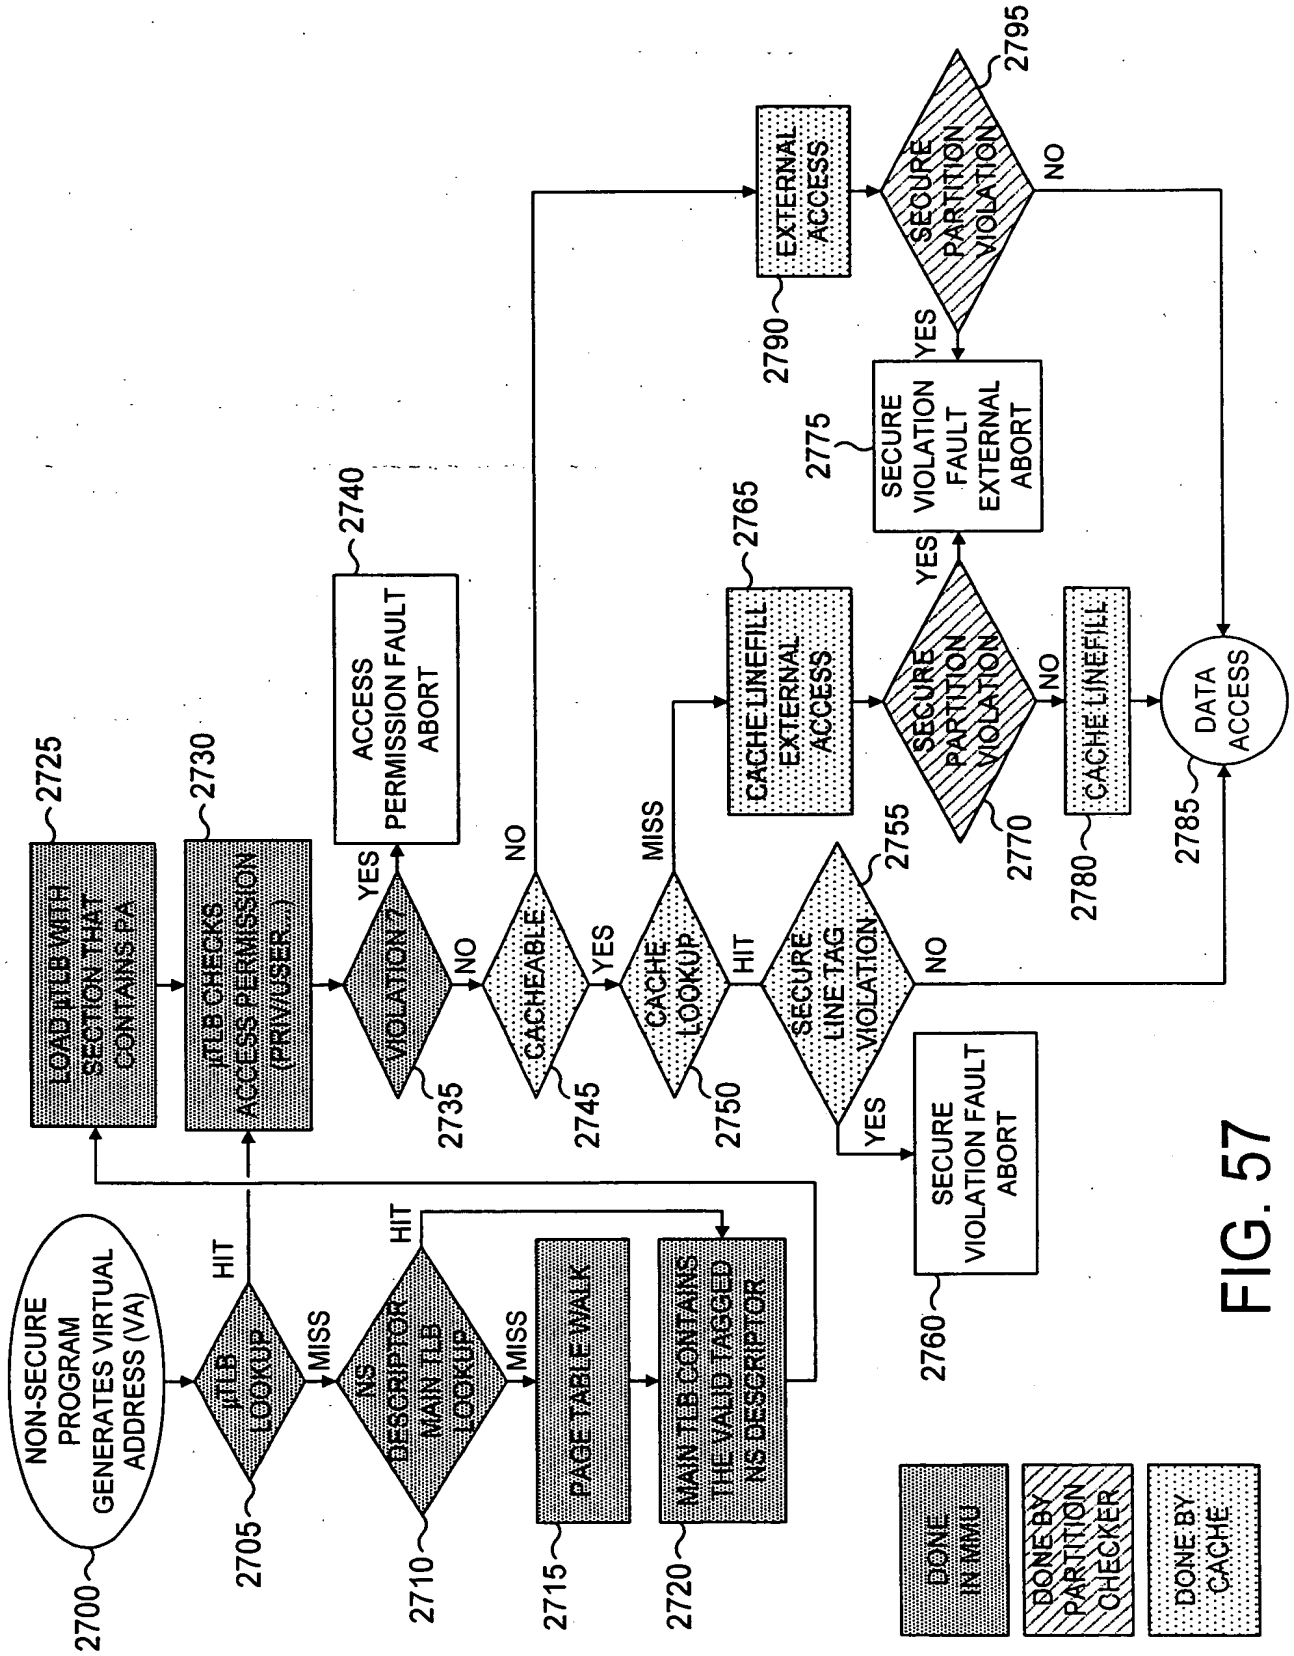 NON-SECURE
PROGRAM
GENERATES VIRTUAL
ADDRESS (VA)
2700
µTLB
LOOKUP
2705
HIT
MISS
NS
DESCRIPTOR
MAIN TLB
LOOKUP
2710
HIT
MISS
PAGE TABLE WALK
2715
MAIN TLB CONTAINS
THE VALID TAGGED
NS DESCRIPTOR
2720
LOAD µTLB WITH
SECTION THAT
CONTAINS PA
2725
µTLB CHECKS
ACCESS PERMISSION
(PRIV/USER...)
2730
VIOLATION ?
2735
YES
NO
ACCESS
PERMISSION FAULT
ABORT
2740
CACHEABLE
2745
NO
YES
CACHE
LOOKUP
2750
MISS
HIT
SECURE
LINE TAG
VIOLATION
2755
YES
NO
SECURE
VIOLATION FAULT
ABORT
2760
CACHE LINEFILL
EXTERNAL
ACCESS
2765
SECURE
PARTITION
VIOLATION
2770
YES
NO
SECURE
VIOLATION
FAULT
EXTERNAL
ABORT
2775
CACHE LINEFILL
2780
DATA
ACCESS
2785
EXTERNAL
ACCESS
2790
SECURE
PARTITION
VIOLATION
2795
YES
NO
DONE
IN MMU
DONE BY
PARTITION
CHECKER
DONE BY
CACHE
FIG. 57